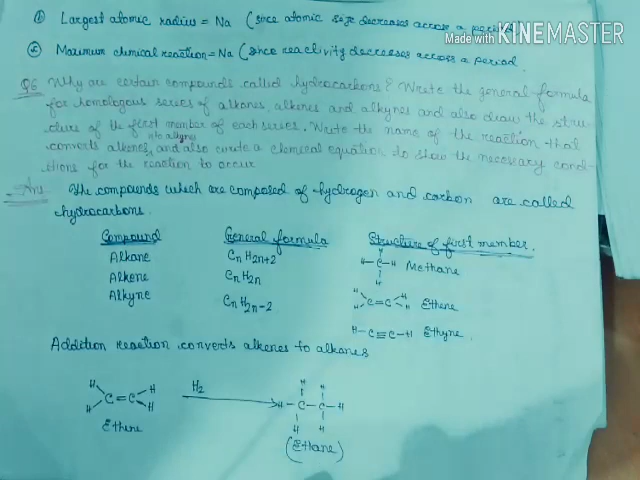 ① Largest atomic radius = Na (since atomic size decreases across a period
Made with KINEMASTER
② Maximum chemical reaction = Na (since reactivity decreases across a period.
Q6 Why are certain compounds called hydrocarbons? Write the general formula
for homologous series of alkanes, alkenes and alkynes and also draw the stru-
cture of the first member of each series. Write the name of the reaction that
into alkynes
converts alkenes, and also write a chemical equation to show the necessary cond-
itions for the reaction to occur
Ans The compounds which are composed of hydrogen and carbon are called
hydrocarbons.
Compound General formula Structure of first member.
Alkane CnH2n+2 H H-C-H H Methane
Alkene CnH2n H H C=C H H Ethene
Alkyne CnH2n-2 H-C≡C-H Ethyne.
Addition reaction converts alkenes to alkanes
H H C=C H H H2 H H H-C-C-H H H
Ethene
(Ethane)